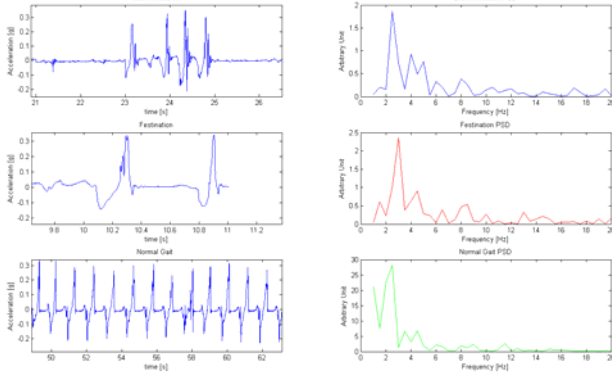 Acceleration [g]
0.3
0.2
0.1
0
-0.1
-0.2
21 22 23 24 25 26
time [s]
Arbitrary Unit
2
1.5
1
0.5
0
0 2 4 6 8 10 12 14 16 18 20
Frequency [Hz]
Festination
Acceleration [g]
0.3
0.2
0.1
0
-0.1
-0.2
9.8 10 10.2 10.4 10.6 10.8 11 11.2
time [s]
Festination PSD
Arbitrary Unit
2.5
2
1.5
1
0.5
0
0 2 4 6 8 10 12 14 16 18 20
Frequency [Hz]
Normal Gait
Acceleration [g]
0.3
0.2
0.1
0
-0.1
-0.2
50 52 54 56 58 60 62
time [s]
Normal Gait PSD
Arbitrary Unit
30
25
20
15
10
5
0
0 2 4 6 8 10 12 14 16 18 20
Frequency [Hz]